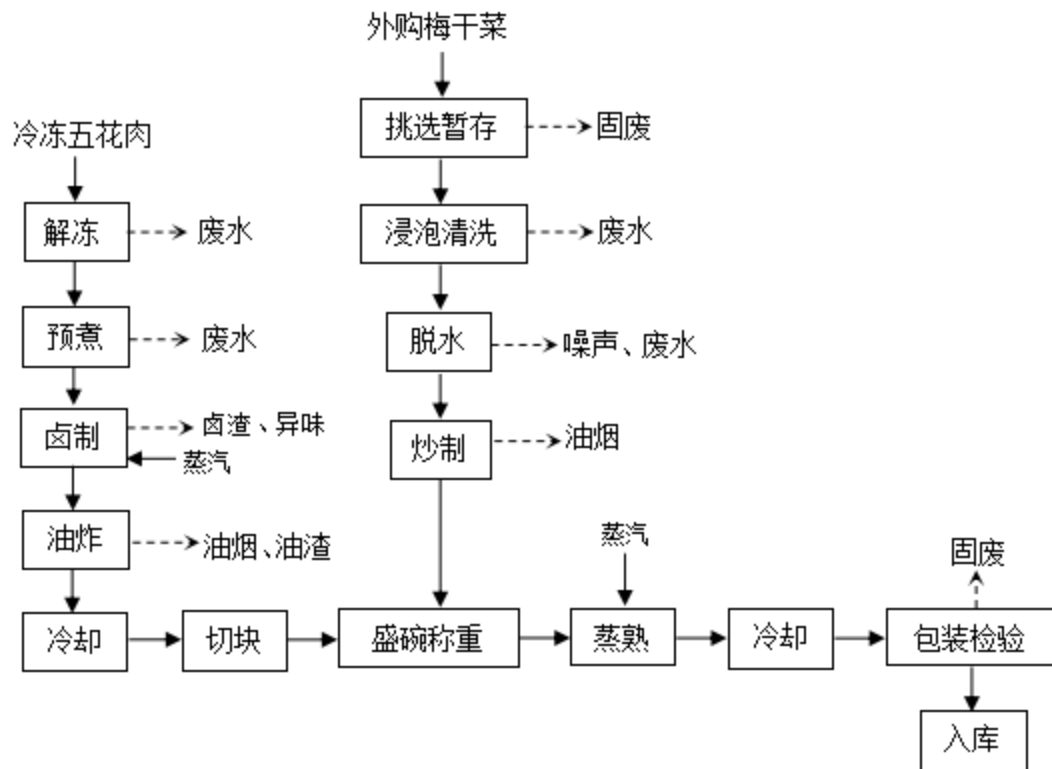 外购梅干菜
挑选暂存
固废
冷冻五花肉
解冻
废水
浸泡清洗
废水
预煮
废水
脱水
噪声、废水
卤制
卤渣、异味
蒸汽
炒制
油烟
油炸
油烟、油渣
蒸汽
固废
冷却
切块
盛碗称重
蒸熟
冷却
包装检验
入库